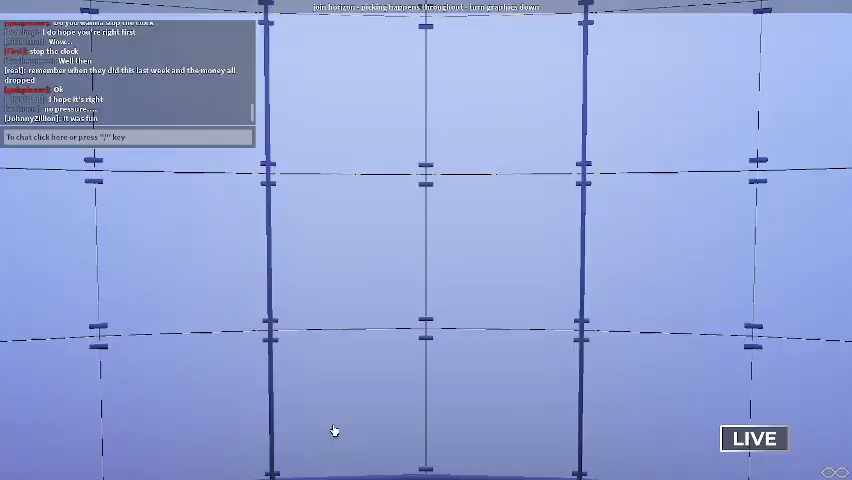 join horizon - picking happens throughout - turn graphics down
Do you wanna stop the clock
I do hope you're right first
Wow...
[First]: stop the clock
Well then
[real]: remember when they did this last week and the money all
dropped
Ok
I hope it's right
no pressure....
[JohnnyZillion]: It was fun
To chat click here or press "/" key
LIVE